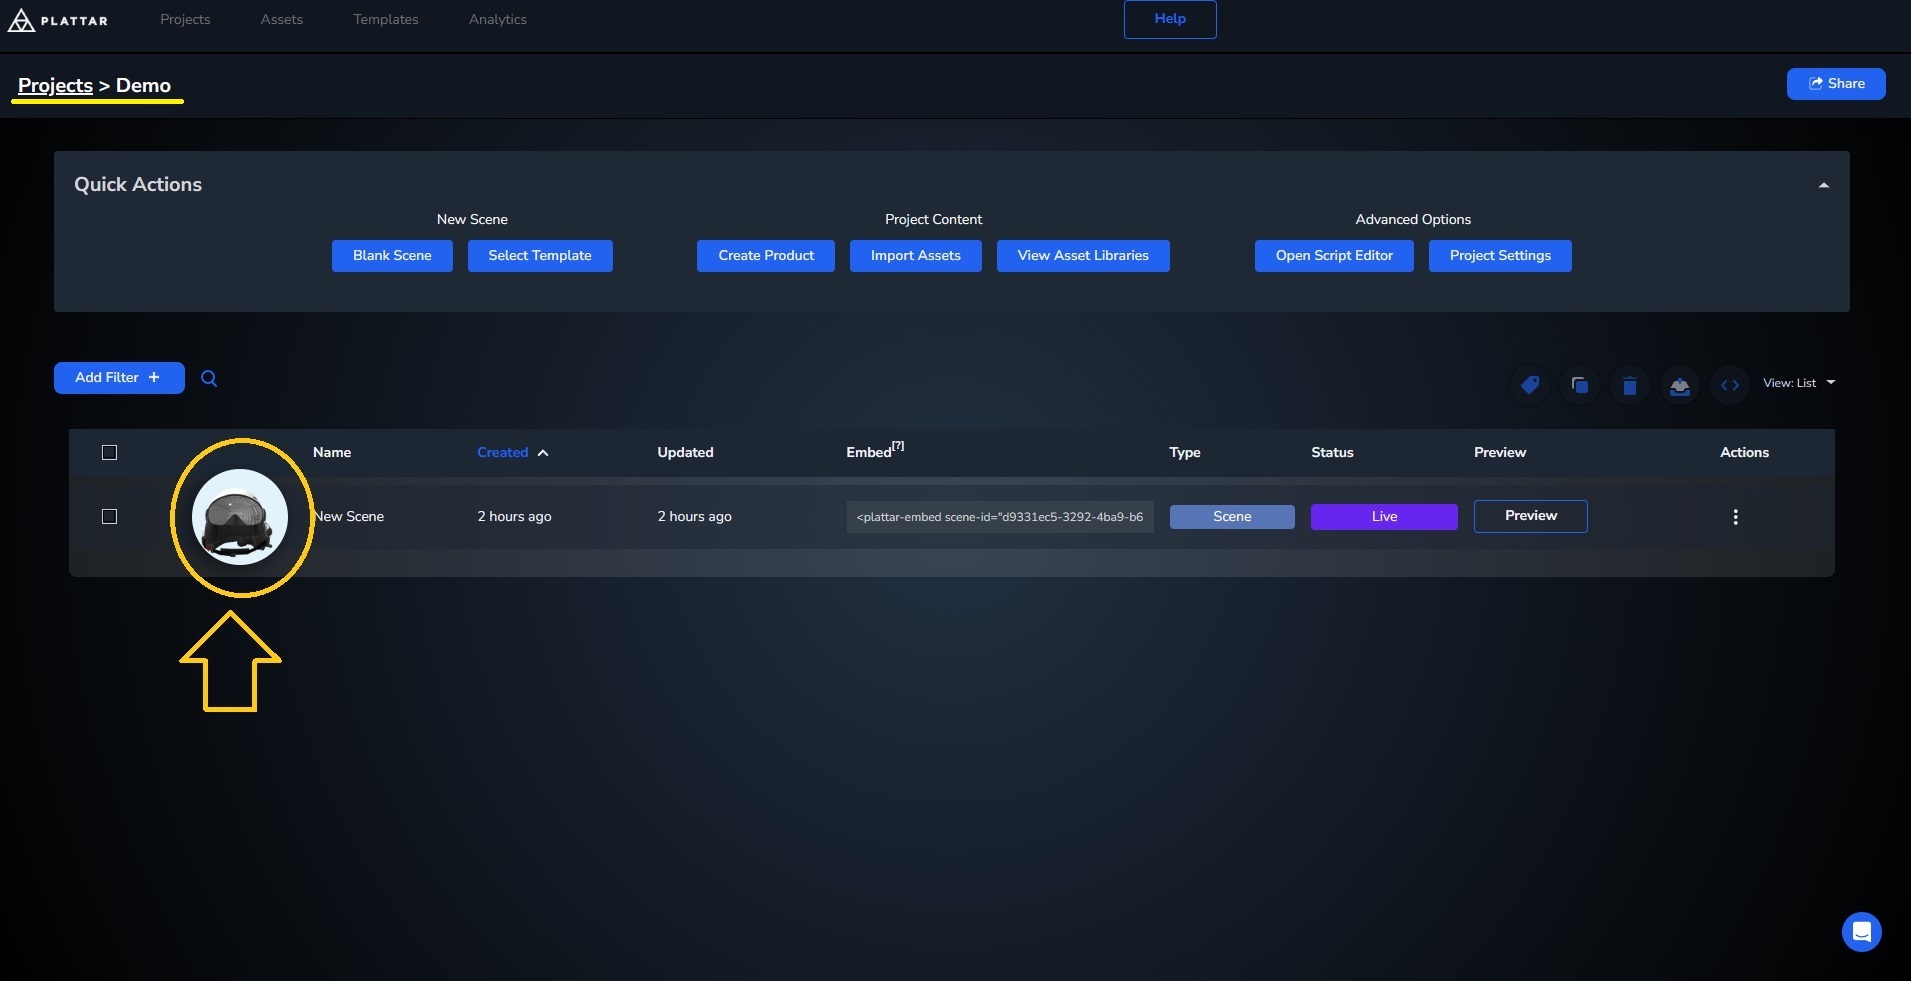 PLATTAR Projects Assets Templates Analytics Help
Projects > Demo Share
Quick Actions
New Scene Project Content Advanced Options
Blank Scene Select Template Create Product Import Assets View Asset Libraries Open Script Editor Project Settings
Add Filter + View: List
Name Created Updated Embed[?] Type Status Preview Actions
New Scene 2 hours ago 2 hours ago <plattar-embed scene-id="d9331ec5-3292-4ba9-b6 Scene Live Preview